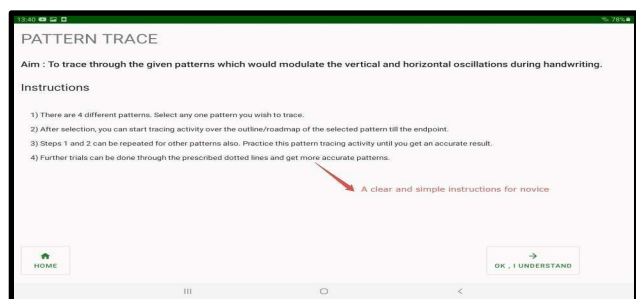 13:40 78%
PATTERN TRACE
Aim : To trace through the given patterns which would modulate the vertical and horizontal oscillations during handwriting.
Instructions
1) There are 4 different patterns. Select any one pattern you wish to trace.
2) After selection, you can start tracing activity over the outline/roadmap of the selected pattern till the endpoint.
3) Steps 1 and 2 can be repeated for other patterns also. Practice this pattern tracing activity until you get an accurate result.
4) Further trials can be done through the prescribed dotted lines and get more accurate patterns.
A clear and simple instructions for novice
HOME
OK , I UNDERSTAND